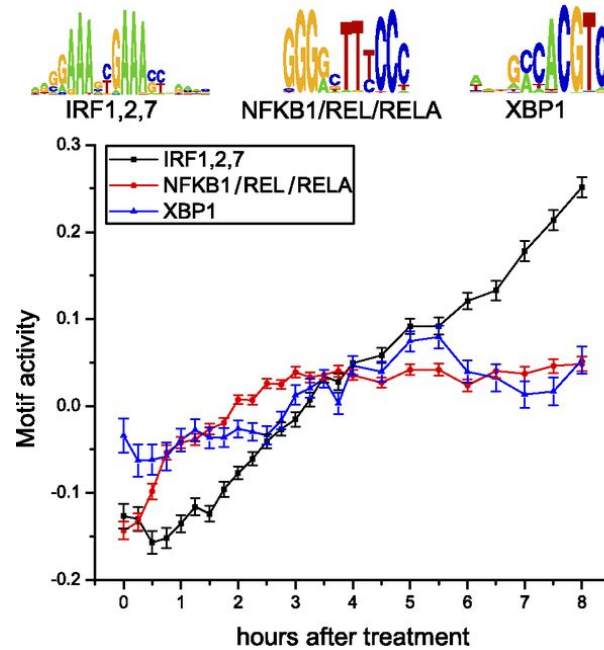 IRF1,2,7 NFKB1/REL/RELA XBP1
0.3
IRF1,2,7
NFKB1/REL/RELA
XBP1
0.2
0.1
0.0
-0.1
-0.2
Motif activity
0 1 2 3 4 5 6 7 8
hours after treatment